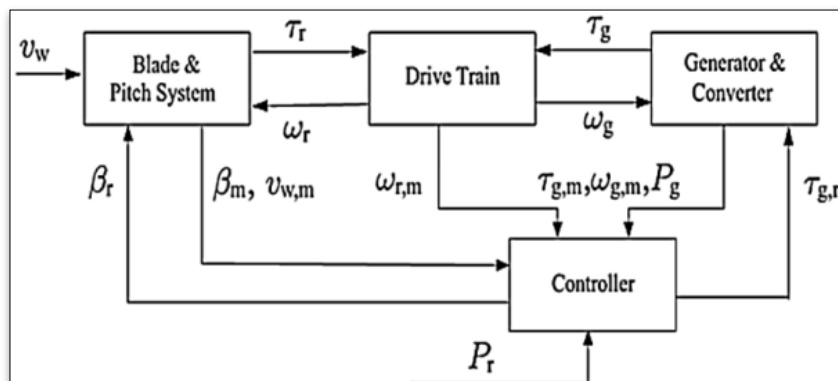 v_w
Blade &
Pitch System
τ_r
Drive Train
τ_g
Generator &
Converter
ω_r
ω_g
β_r
β_m, v_w,m
ω_r,m
τ_g,m, ω_g,m, P_g
τ_g,r
Controller
P_r